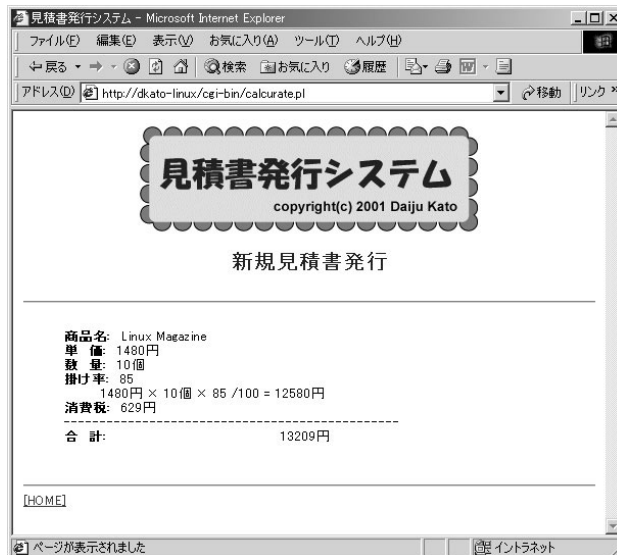 見積書発行システム - Microsoft Internet Explorer
ファイル(F) 編集(E) 表示(V) お気に入り(A) ツール(T) ヘルプ(H)
戻る 検索 お気に入り 履歴
アドレス(D) http://dkato-linux/cgi-bin/calcurate.pl 移動 リンク »
見積書発行システム
copyright(c) 2001 Daiju Kato
新規見積書発行
商品名: Linux Magazine
単 価: 1480円
数 量: 10個
掛け率: 85
1480円 × 10個 × 85 /100 = 12580円
消費税: 629円
------------------------------------------------
合 計: 13209円
[HOME]
ページが表示されました イントラネット